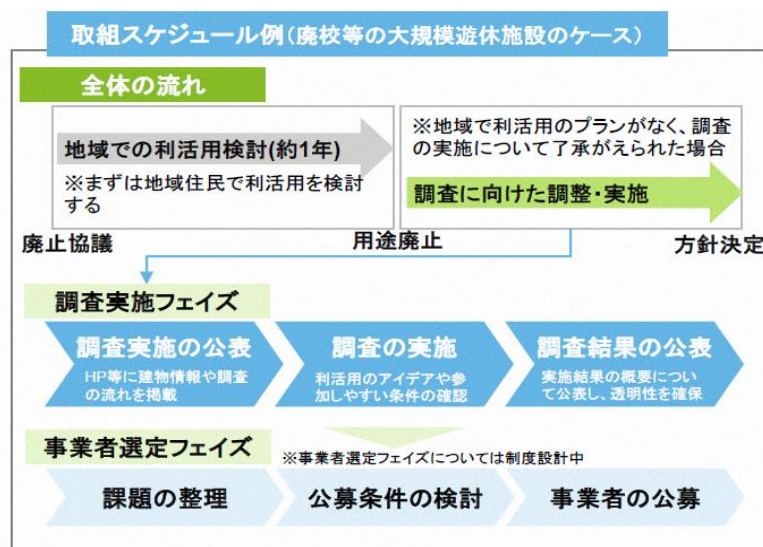 取組スケジュール例(廃校等の大規模遊休施設のケース)
全体の流れ
地域での利活用検討(約1年)
※まずは地域住民で利活用を検討
する
※地域で利活用のプランがなく、調査
の実施について了承がえられた場合
調査に向けた調整・実施
廃止協議
用途廃止
方針決定
調査実施フェイズ
調査実施の公表
HP等に建物情報や調査
の流れを掲載
調査の実施
利活用のアイデアや参
加しやすい条件の確認
調査結果の公表
実施結果の概要につい
て公表し、透明性を確保
事業者選定フェイズ
※事業者選定フェイズについては制度設計中
課題の整理
公募条件の検討
事業者の公募